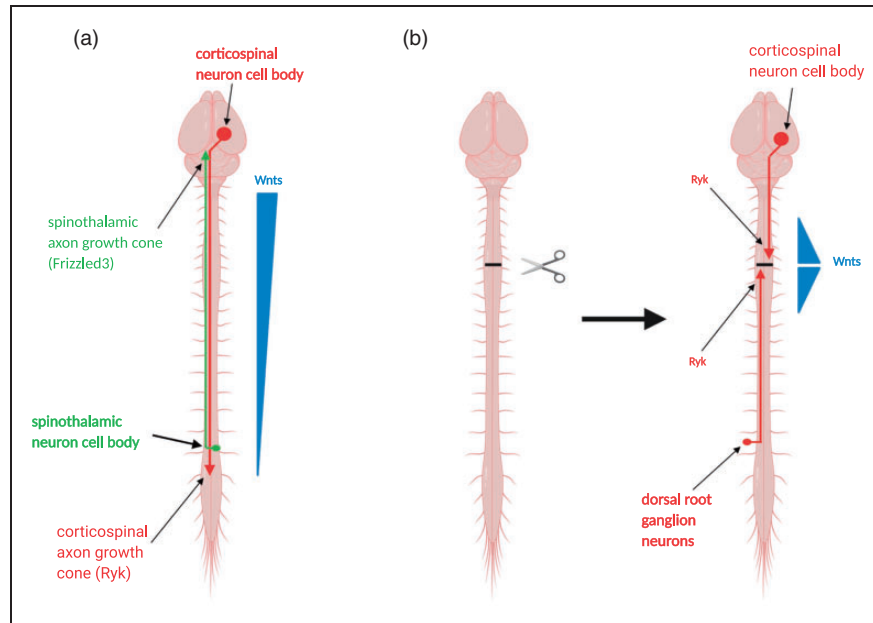 (a)
corticospinal
neuron cell body
Wnts
spinothalamic
axon growth cone
(Frizzled3)
spinothalamic
neuron cell body
corticospinal
axon growth
cone (Ryk)
(b)
corticospinal
neuron cell body
Ryk
Wnts
Ryk
dorsal root
ganglion
neurons